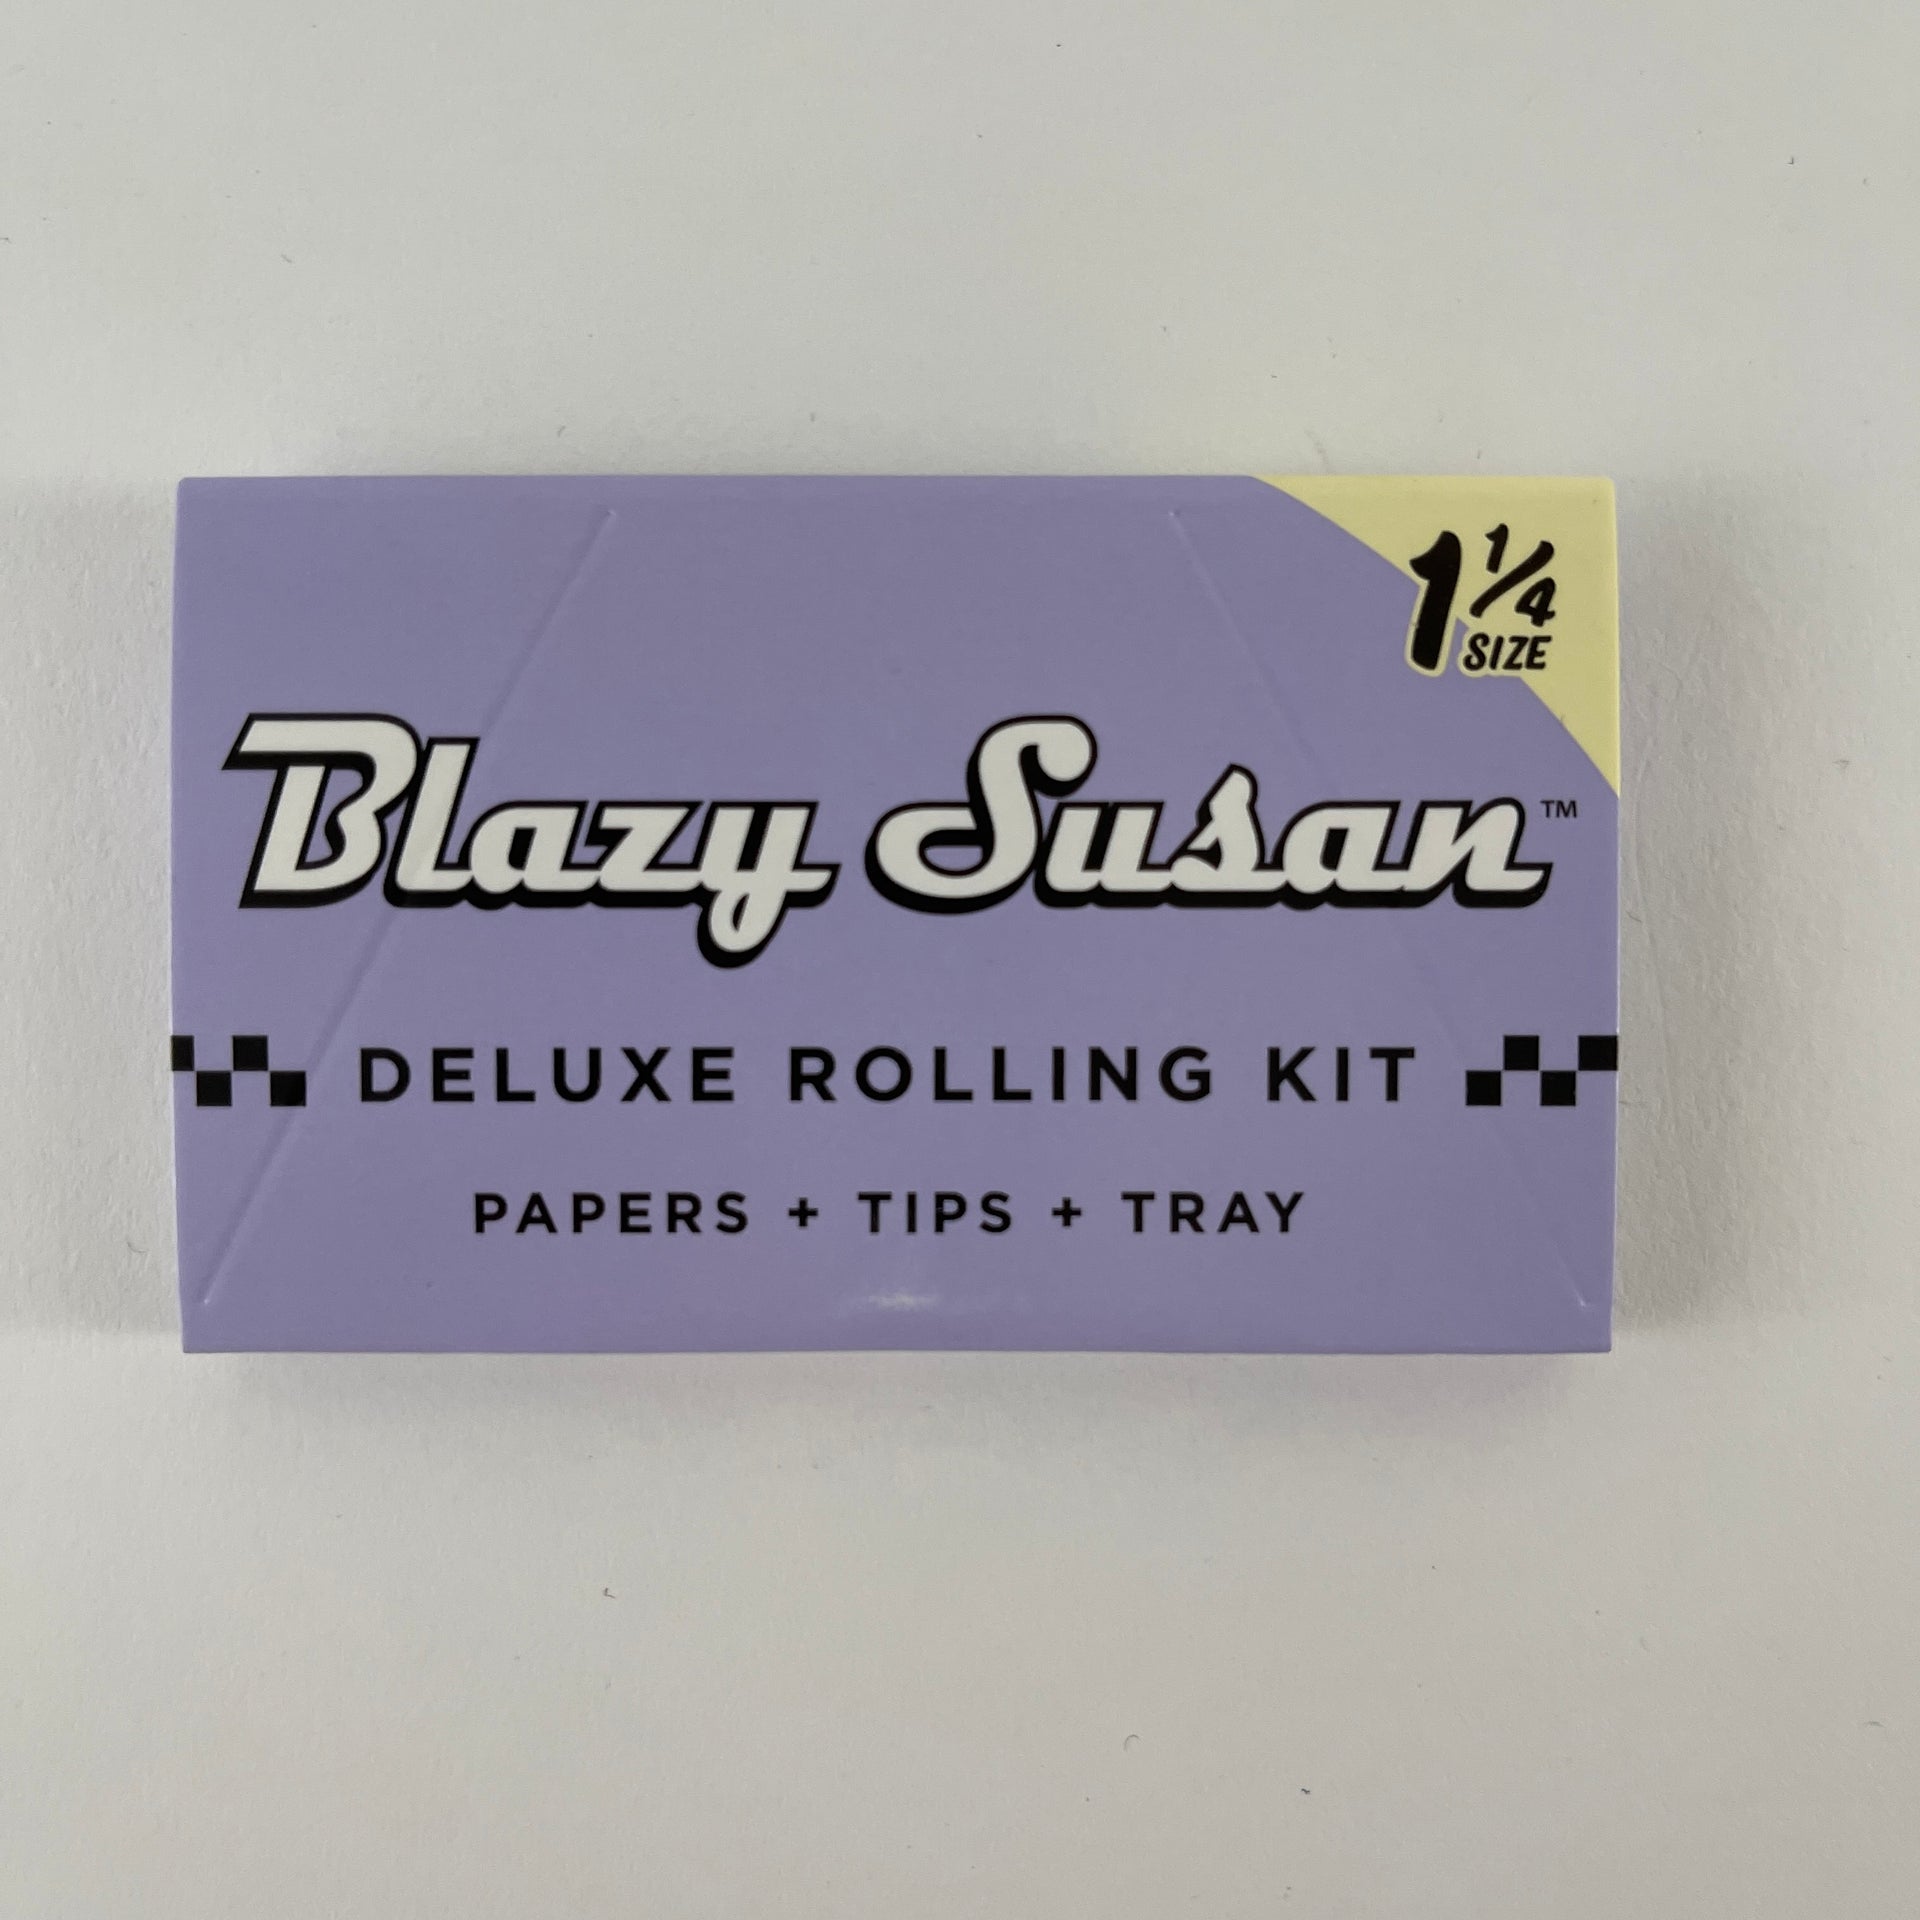 1 1/4
SIZE
Blazy Susan™
DELUXE ROLLING KIT
PAPERS + TIPS + TRAY